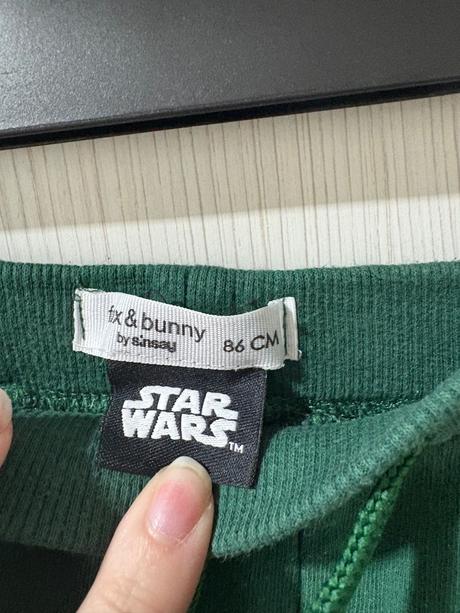 fox & bunny
by sinsay
86 CM
STAR
WARS
TM